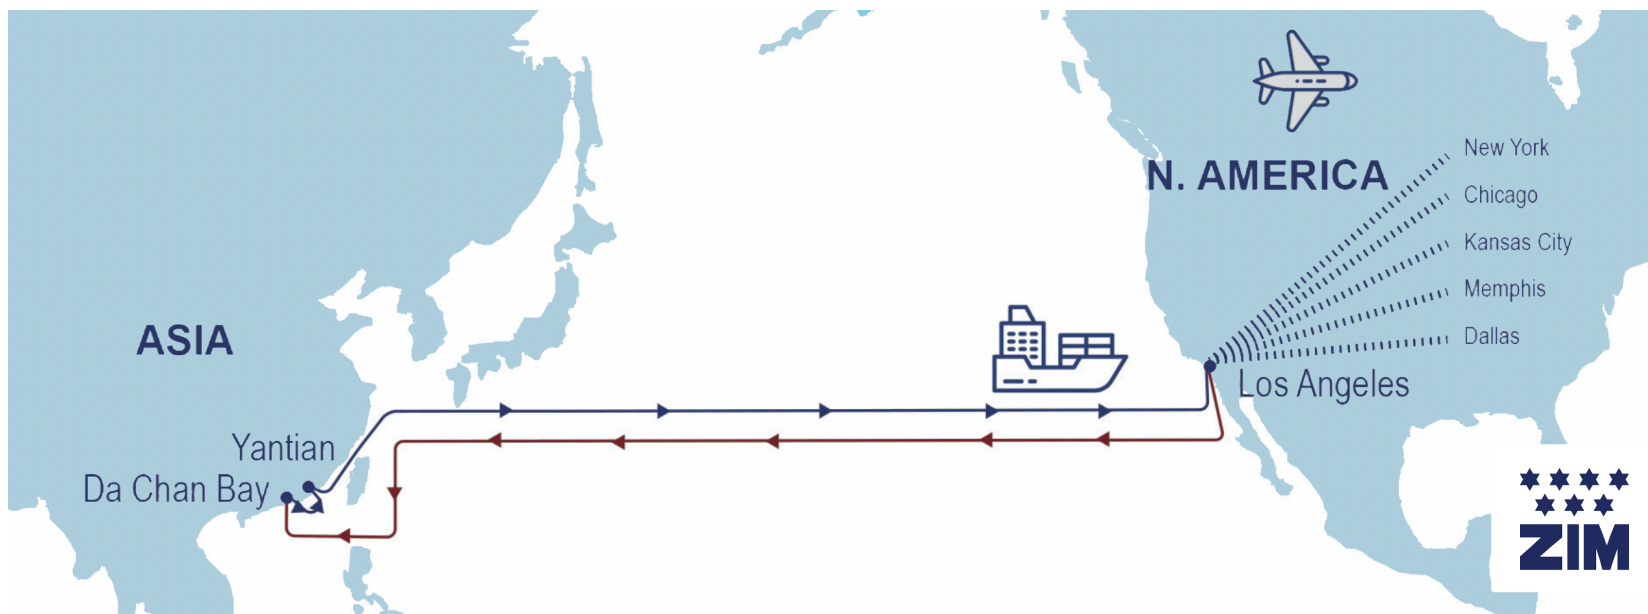 New York
N. AMERICA
Chicago
Kansas City
Memphis
ASIA
Dallas
Los Angeles
Yantian
Da Chan Bay
ZIM